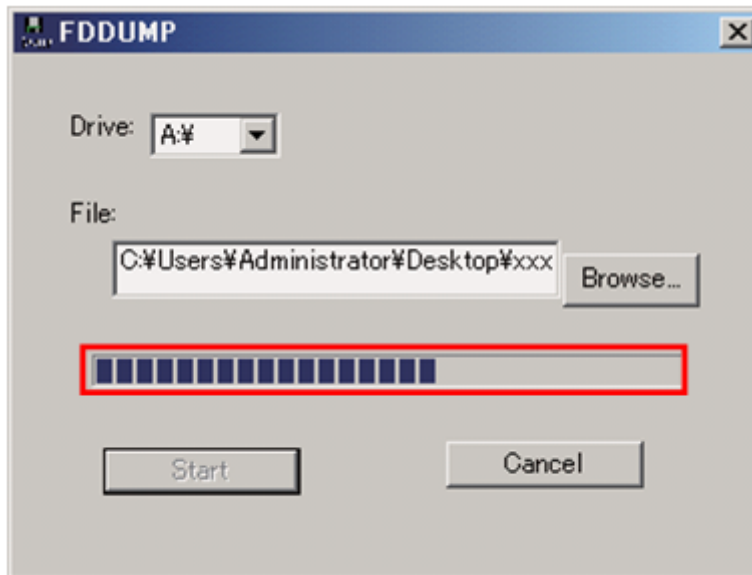 FDDUMP
Drive:
A:¥
File:
C:¥Users¥Administrator¥Desktop¥xxx
Browse...
Start
Cancel